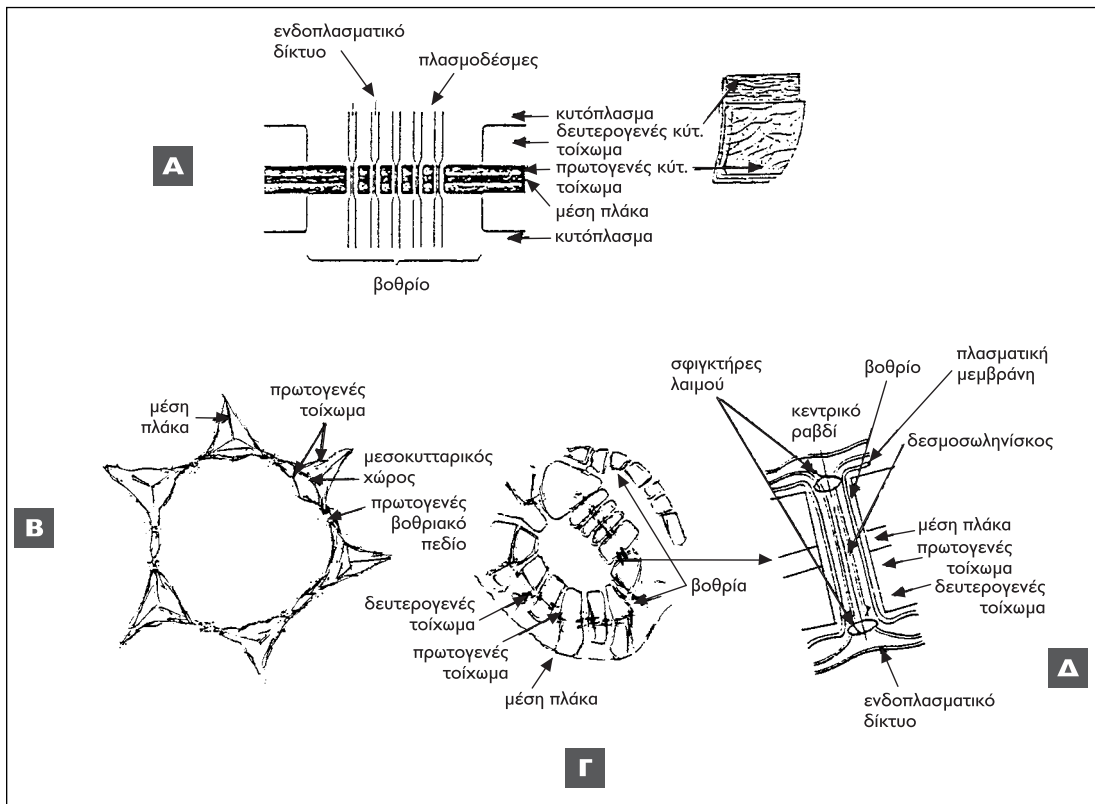 ενδοπλασματικό
δίκτυο
πλασμοδέσμες
κυτόπλασμα
δευτερογενές κύτ.
τοίχωμα
πρωτογενές κύτ.
τοίχωμα
μέση πλάκα
κυτόπλασμα
βοθρίο
Α
μέση
πλάκα
πρωτογενές
τοίχωμα
μεσοκυτταρικός
χώρος
πρωτογενές
βοθριακό
πεδίο
Β
δευτερογενές
τοίχωμα
πρωτογενές
τοίχωμα
μέση πλάκα
βοθρία
Γ
σφιγκτήρες
λαιμού
κεντρικό
ραβδί
βοθρίο
πλασματική
μεμβράνη
δεσμοσωληνίσκος
μέση πλάκα
πρωτογενές
τοίχωμα
δευτερογενές
τοίχωμα
ενδοπλασματικό
δίκτυο
Δ